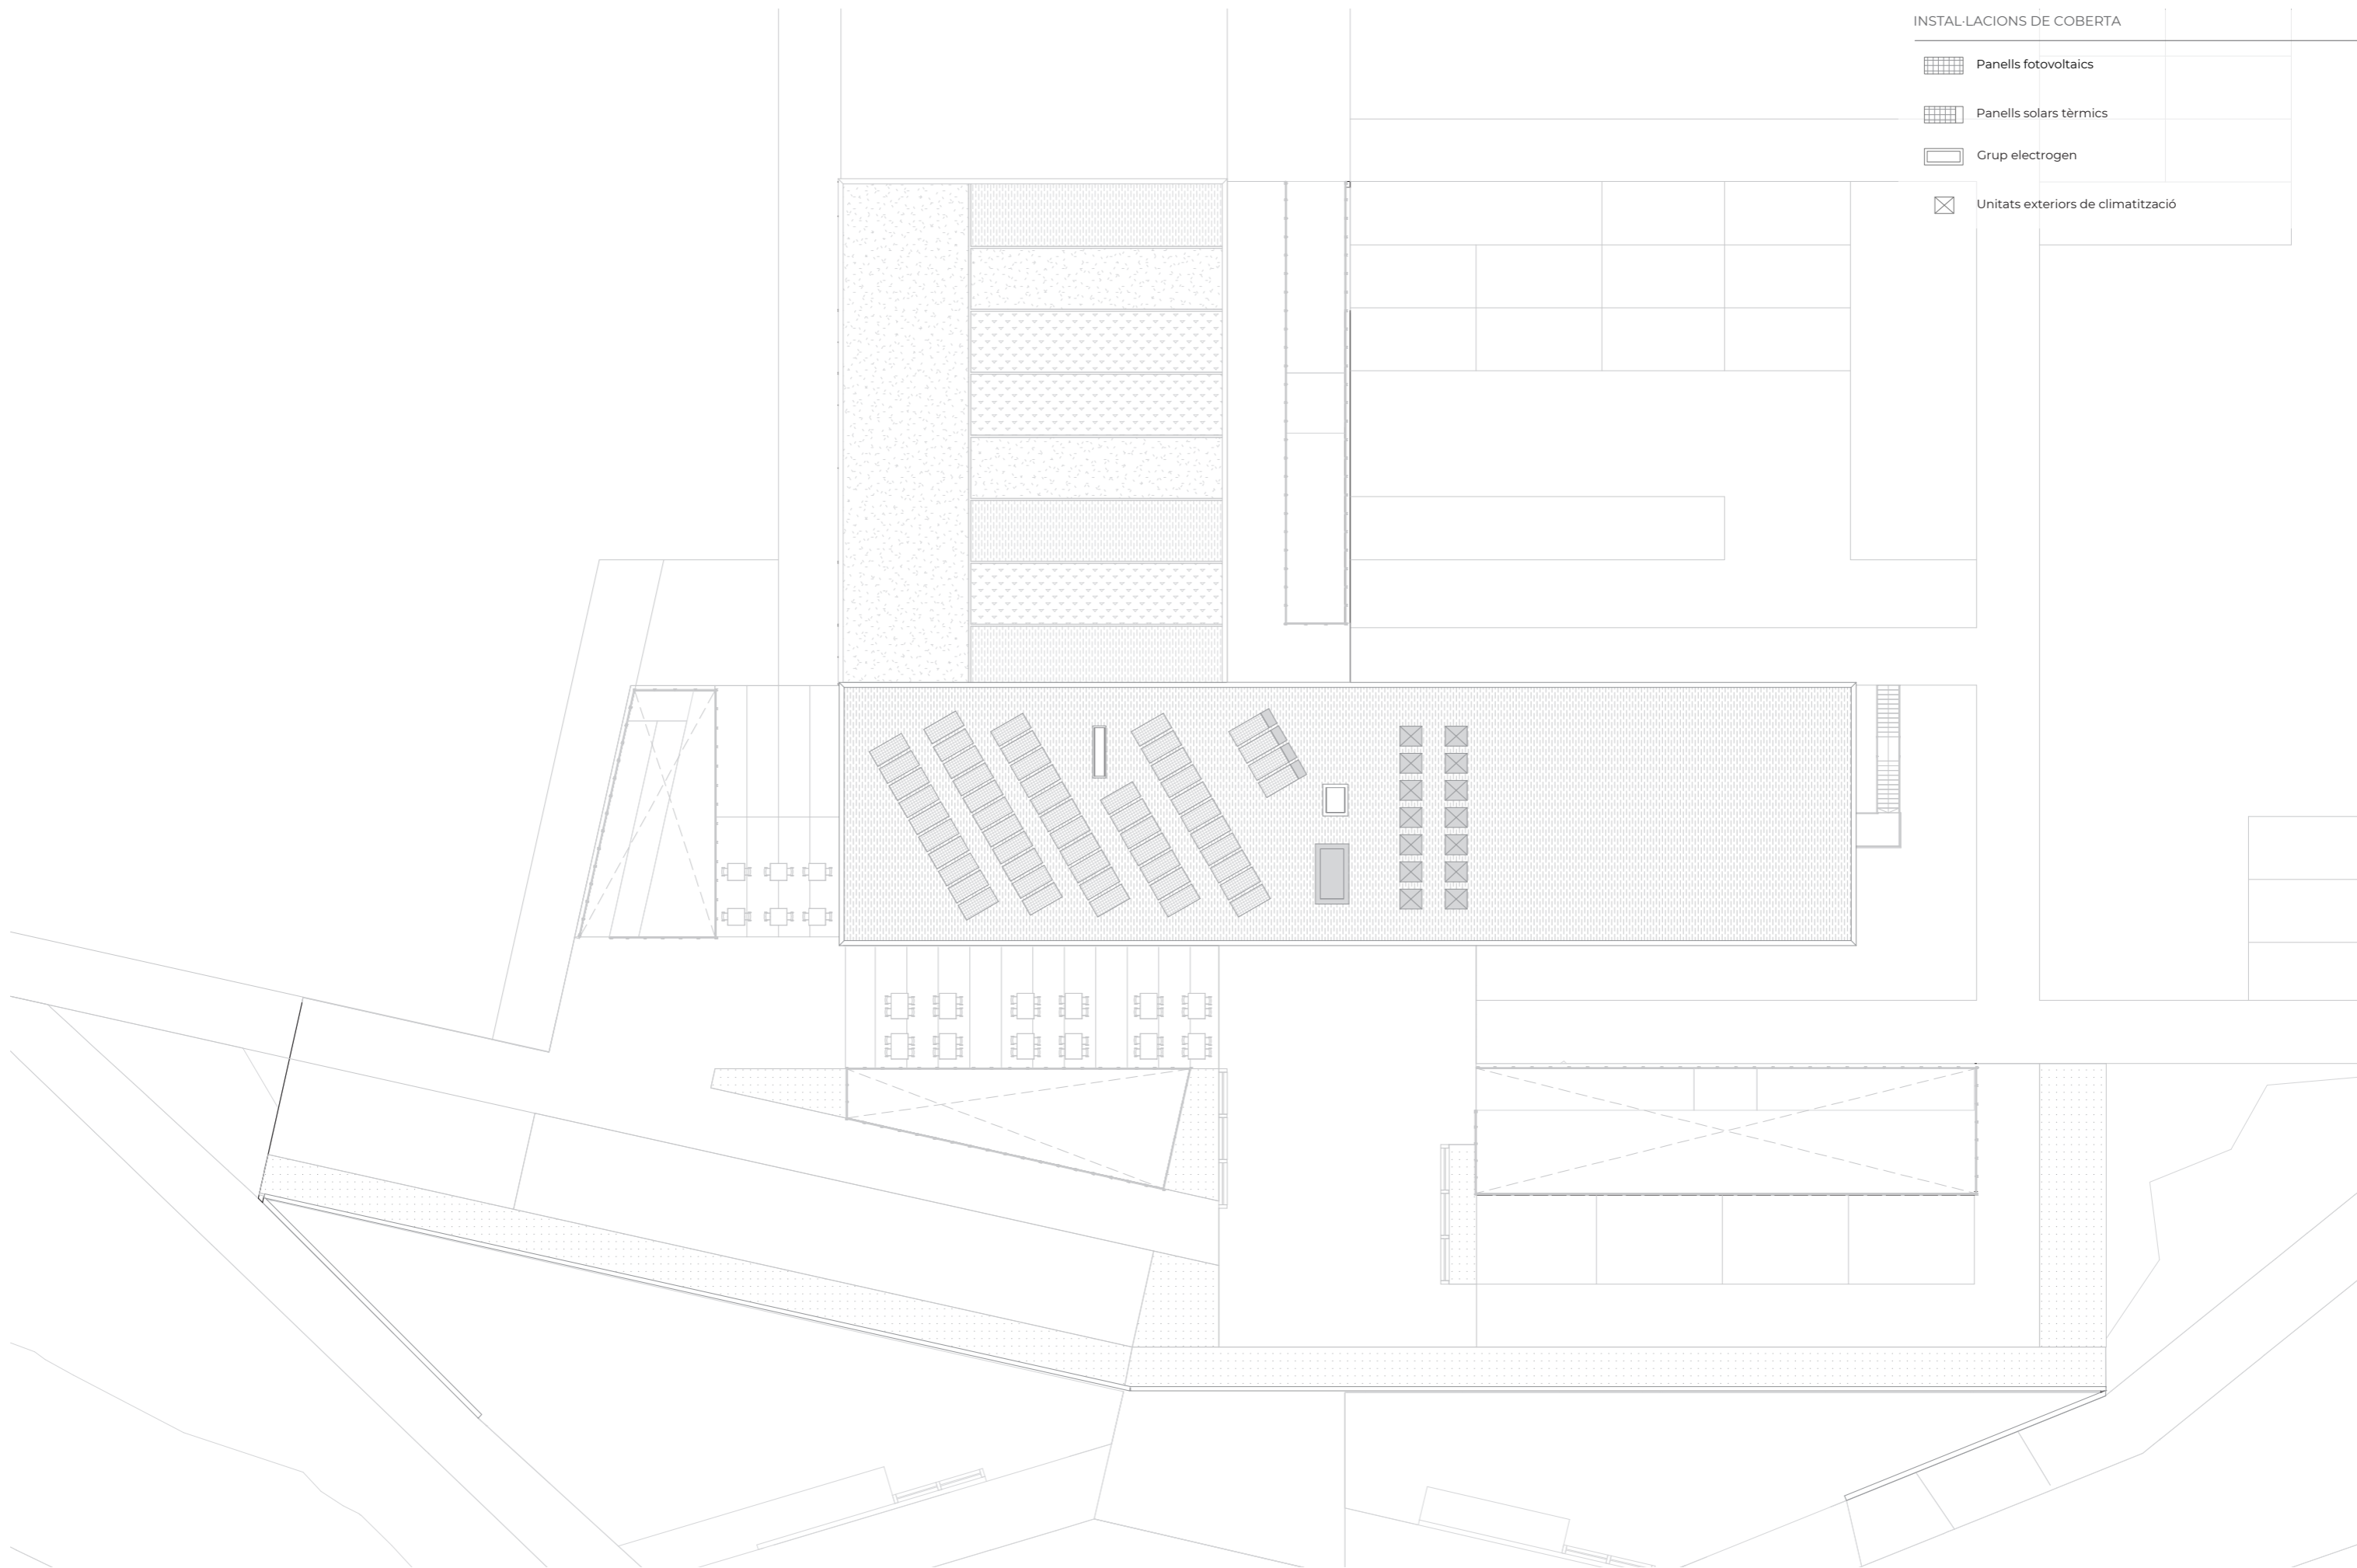 INSTAL·LACIONS DE COBERTA
Panells fotovoltaics
Panells solars tèrmics
Grup electrogen
Unitats exteriors de climatització